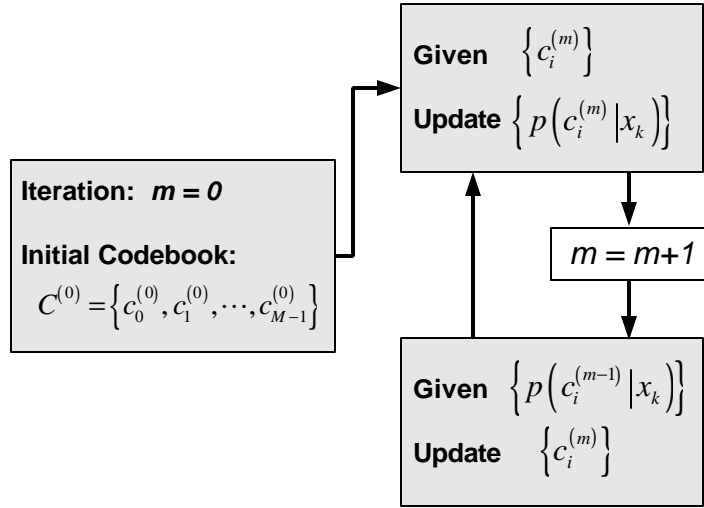 Iteration: m = 0
Initial Codebook:
C^{(0)} = {c_0^{(0)}, c_1^{(0)}, ⋯, c_{M-1}^{(0)}}
Given {c_i^{(m)}}
Update {p(c_i^{(m)} | x_k)}
m = m+1
Given {p(c_i^{(m-1)} | x_k)}
Update {c_i^{(m)}}